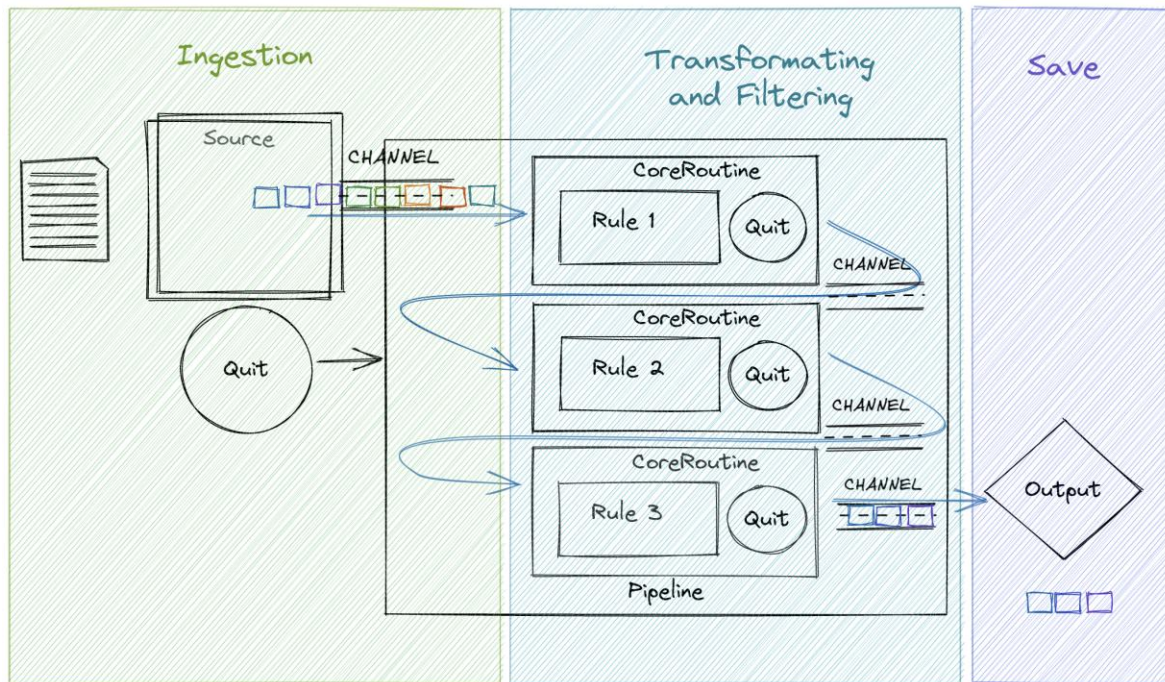 Ingestion
Transformating
and Filtering
Save
Source
CHANNEL
CoreRoutine
Rule 1
Quit
CHANNEL
Quit
CoreRoutine
Rule 2
Quit
CHANNEL
CoreRoutine
Rule 3
Quit
CHANNEL
Output
Pipeline